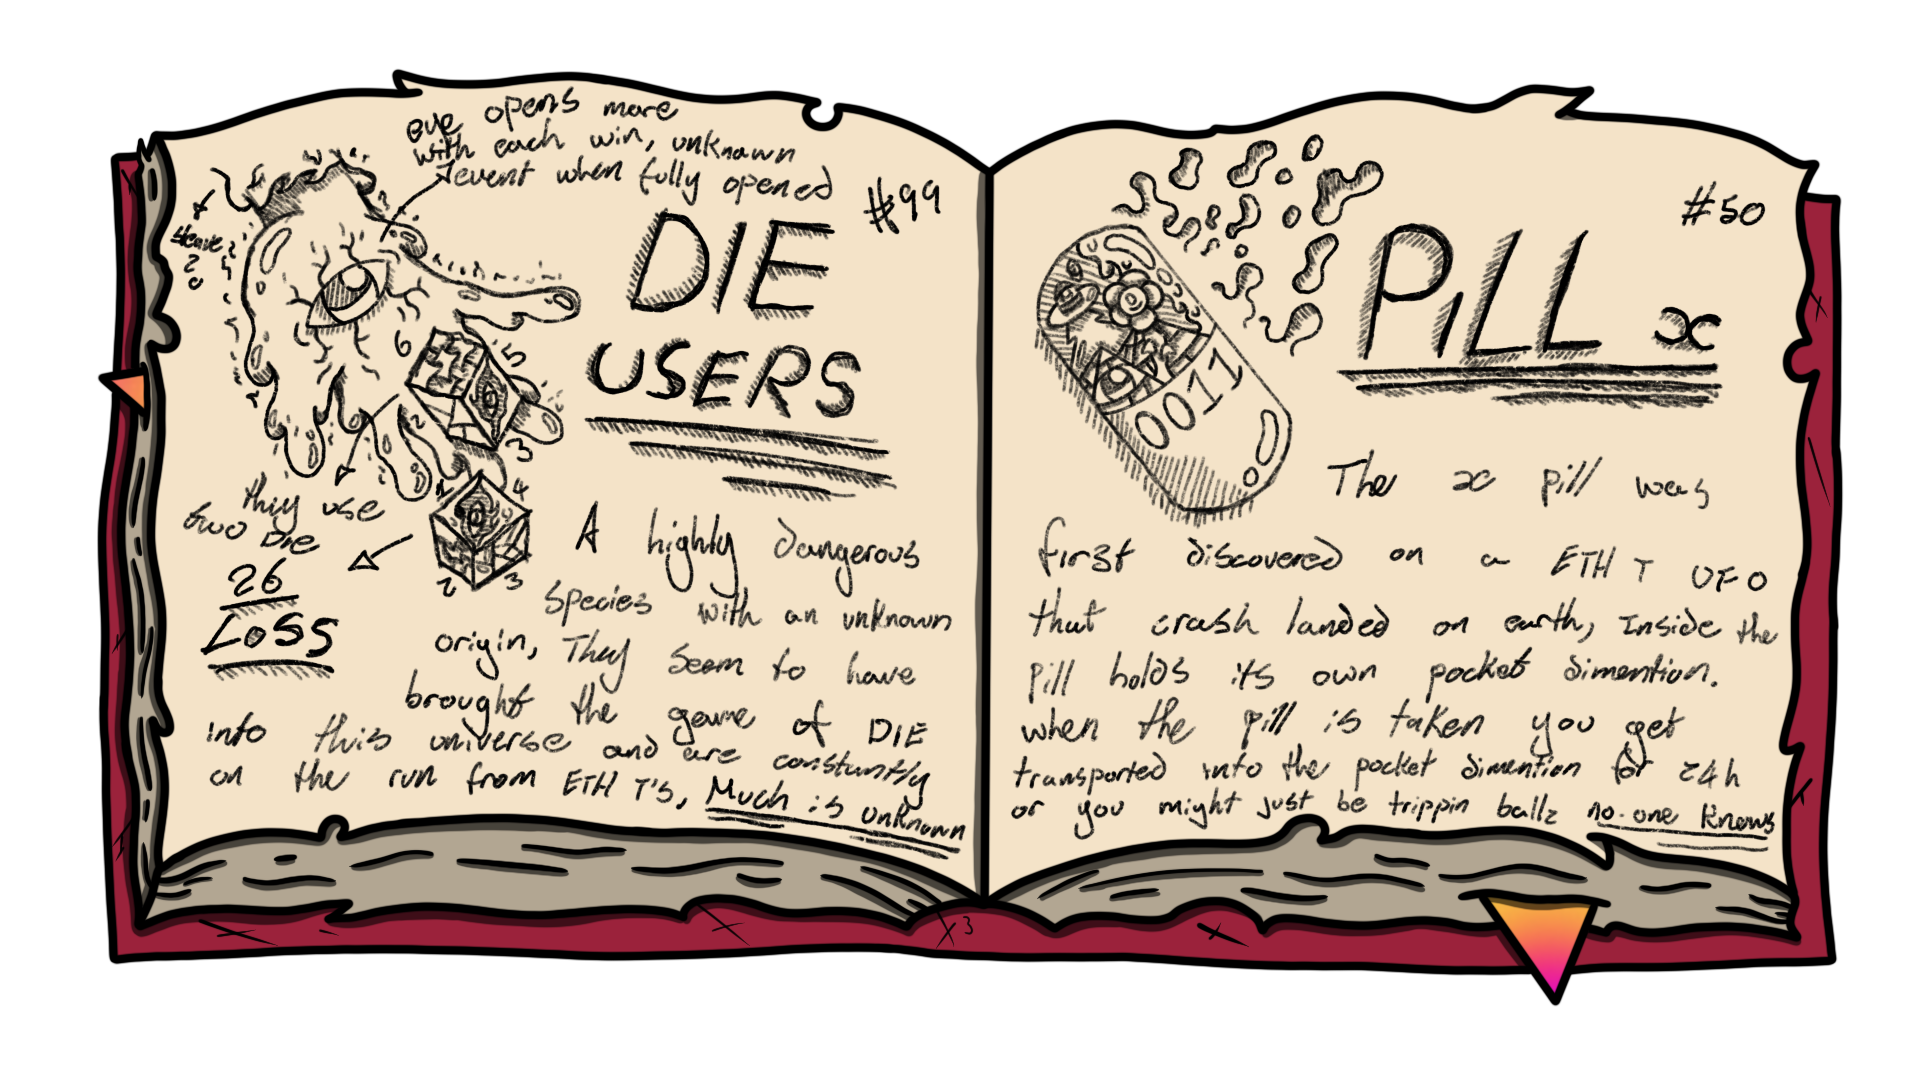 eye opens more
with each win, unknown
event when fully opened
#99
DIE
USERS
6
5
2
3
4
2
3
they use
two Die
26
LOSS
A highly dangerous
species with an unknown
origin, They seem to have
brought the game of DIE
into this universe and are constantly
on the run from ETH T's, Much is unknown
#50
PiLL x
0011
The x pill was
first discovered on a ETH T UFO
that crash landed on earth, Inside the
pill holds its own pocket dimention.
when the pill is taken you get
transported into the pocket dimention for 24h
or you might just be trippin ballz no-one knows